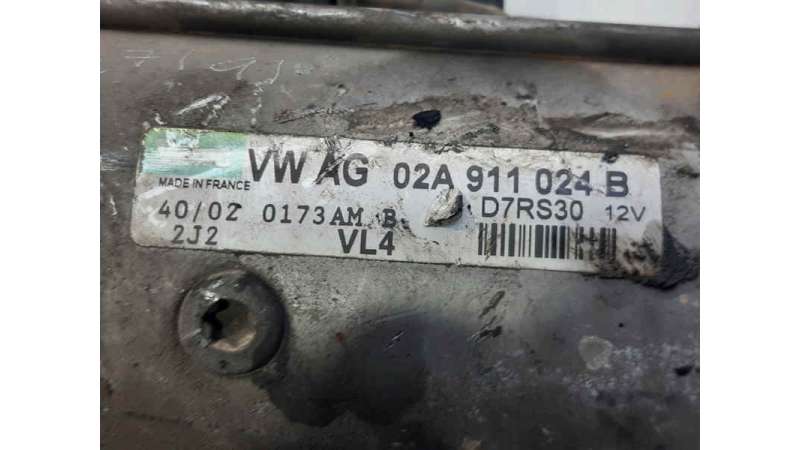 VW AG 02A 911 024 B
MADE IN FRANCE
D7RS30 12V
40/02 0173AM B
2J2 VL4